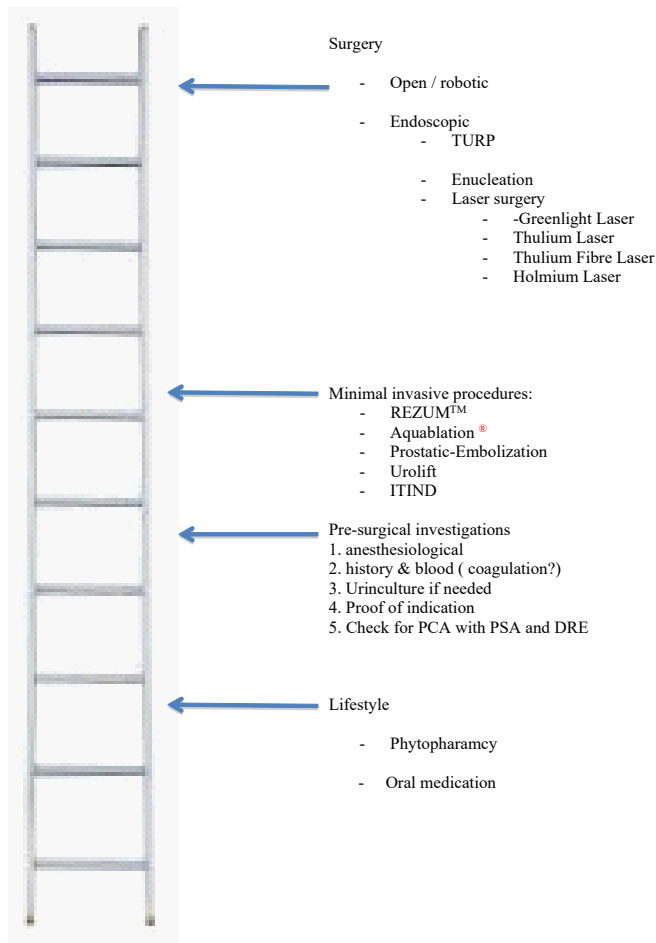 Surgery
- Open / robotic
- Endoscopic
- TURP
- Enucleation
- Laser surgery
- -Greenlight Laser
- Thulium Laser
- Thulium Fibre Laser
- Holmium Laser
Minimal invasive procedures:
- REZUM™
- Aquablation ®
- Prostatic-Embolization
- Urolift
- ITIND
Pre-surgical investigations
1. anesthesiological
2. history & blood ( coagulation?)
3. Urinculture if needed
4. Proof of indication
5. Check for PCA with PSA and DRE
Lifestyle
- Phytopharamcy
- Oral medication